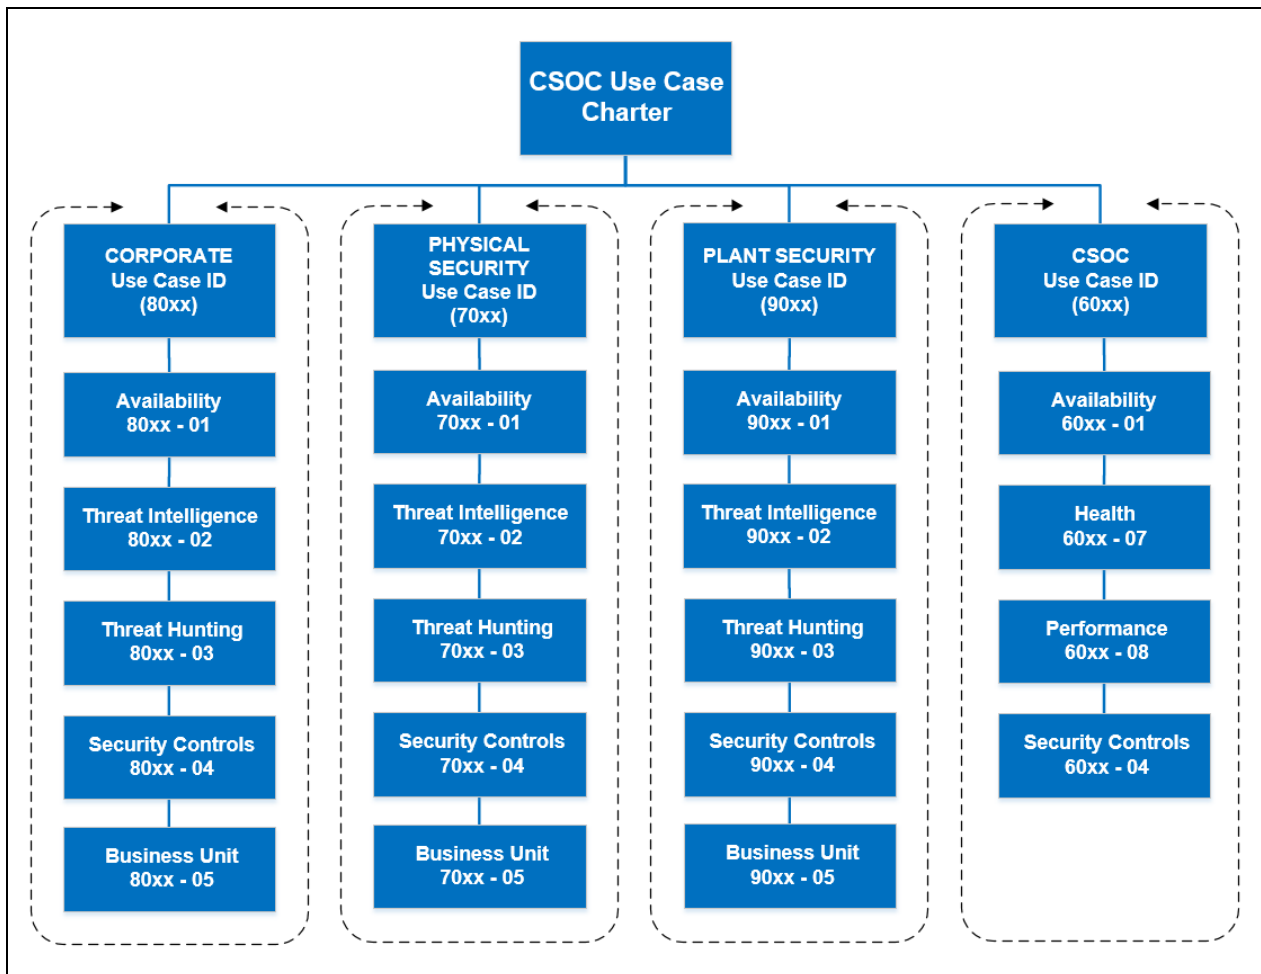 CSOC Use Case
Charter
CORPORATE
Use Case ID
(80xx)
Availability
80xx - 01
Threat Intelligence
80xx - 02
Threat Hunting
80xx - 03
Security Controls
80xx - 04
Business Unit
80xx - 05
PHYSICAL
SECURITY
Use Case ID
(70xx)
Availability
70xx - 01
Threat Intelligence
70xx - 02
Threat Hunting
70xx - 03
Security Controls
70xx - 04
Business Unit
70xx - 05
PLANT SECURITY
Use Case ID
(90xx)
Availability
90xx - 01
Threat Intelligence
90xx - 02
Threat Hunting
90xx - 03
Security Controls
90xx - 04
Business Unit
90xx - 05
CSOC
Use Case ID
(60xx)
Availability
60xx - 01
Health
60xx - 07
Performance
60xx - 08
Security Controls
60xx - 04